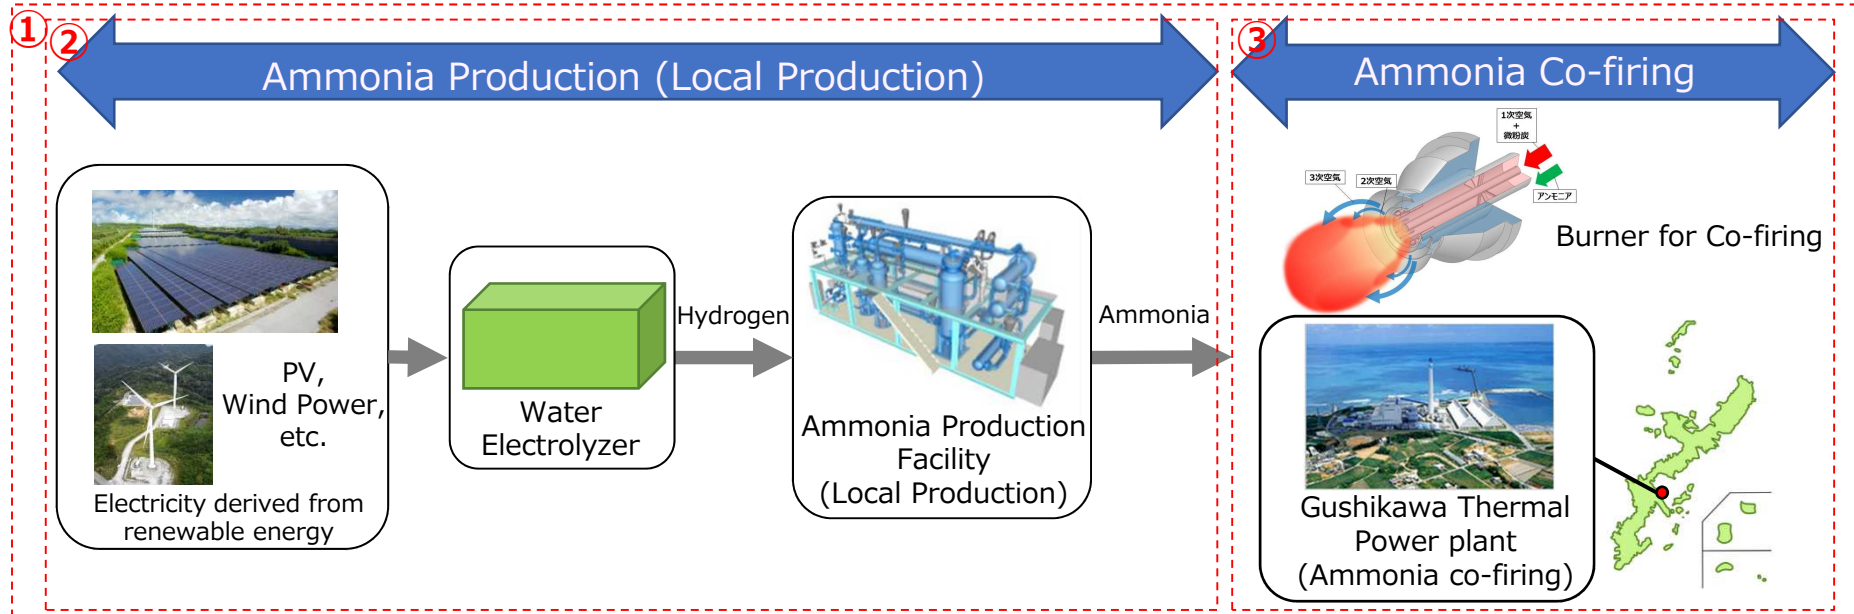 ①
②
Ammonia Production (Local Production)
③
Ammonia Co-firing
PV,
Wind Power,
etc.
Electricity derived from
renewable energy
Water
Electrolyzer
Hydrogen
Ammonia Production
Facility
(Local Production)
Ammonia
1次空気
+
微粉炭
3次空気
2次空気
アンモニア
Burner for Co-firing
Gushikawa Thermal
Power plant
(Ammonia co-firing)